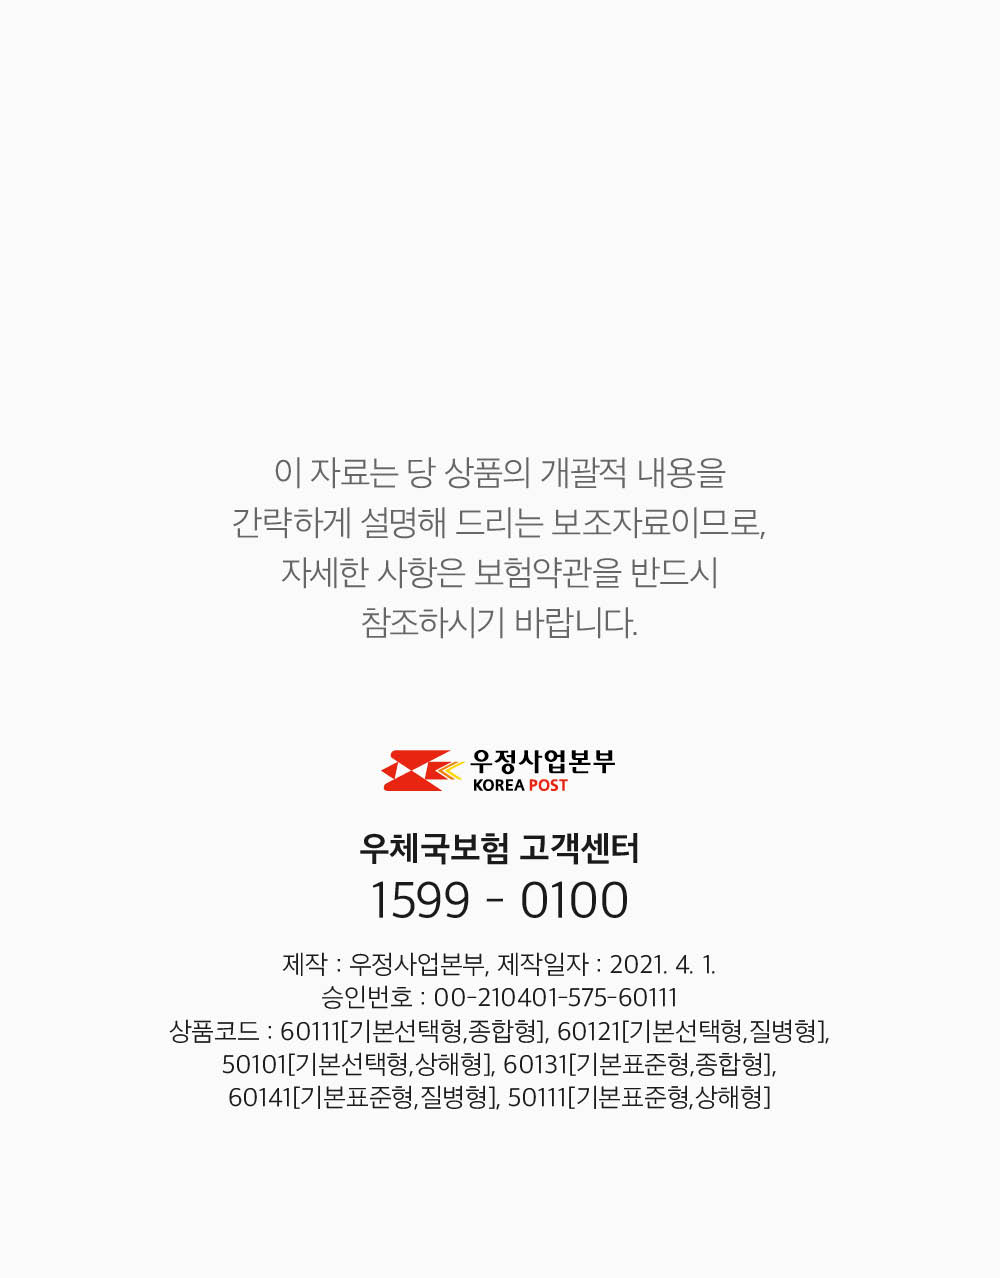 이 자료는 당 상품의 개괄적 내용을
간략하게 설명해 드리는 보조자료이므로,
자세한 사항은 보험약관을 반드시
참조하시기 바랍니다.
우정사업본부
KOREA POST
우체국보험 고객센터
1599 - 0100
제작 : 우정사업본부, 제작일자 : 2021. 4. 1.
승인번호 : 00-210401-575-60111
상품코드 : 60111[기본선택형,종합형], 60121[기본선택형,질병형],
50101[기본선택형,상해형], 60131[기본표준형,종합형],
60141[기본표준형,질병형], 50111[기본표준형,상해형]